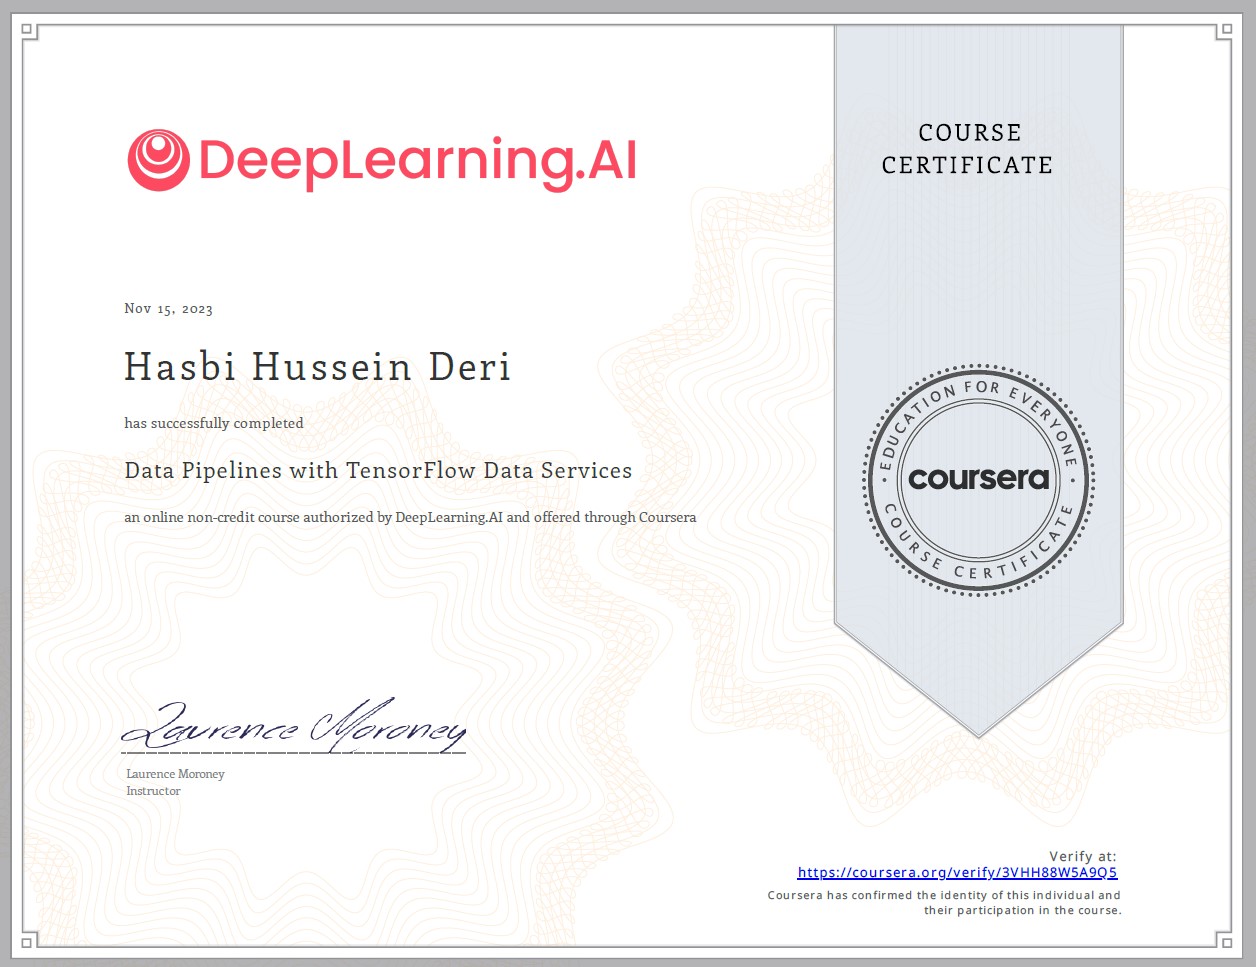 DeepLearning.AI
COURSE
CERTIFICATE
Nov 15, 2023
Hasbi Hussein Deri
has successfully completed
Data Pipelines with TensorFlow Data Services
an online non-credit course authorized by DeepLearning.AI and offered through Coursera
EDUCATION FOR EVERYONE
coursera
COURSE CERTIFICATE
Laurence Moroney
Laurence Moroney
Instructor
Verify at:
https://coursera.org/verify/3VHH88W5A9Q5
Coursera has confirmed the identity of this individual and
their participation in the course.